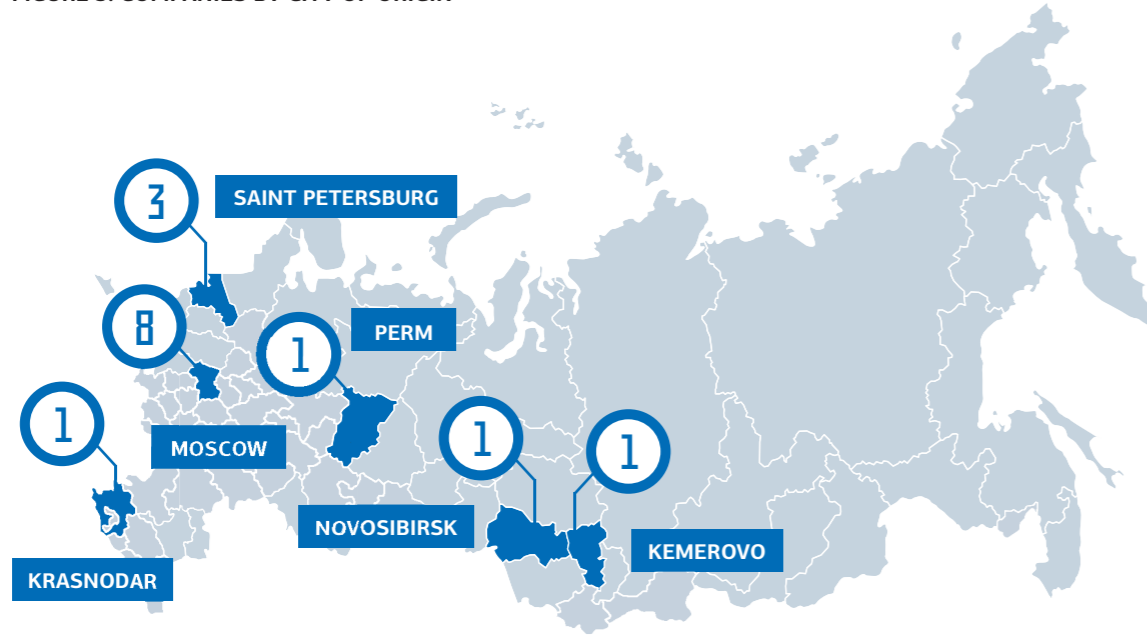 3
SAINT PETERSBURG
8
PERM
1
1
MOSCOW
1
1
NOVOSIBIRSK
KEMEROVO
KRASNODAR